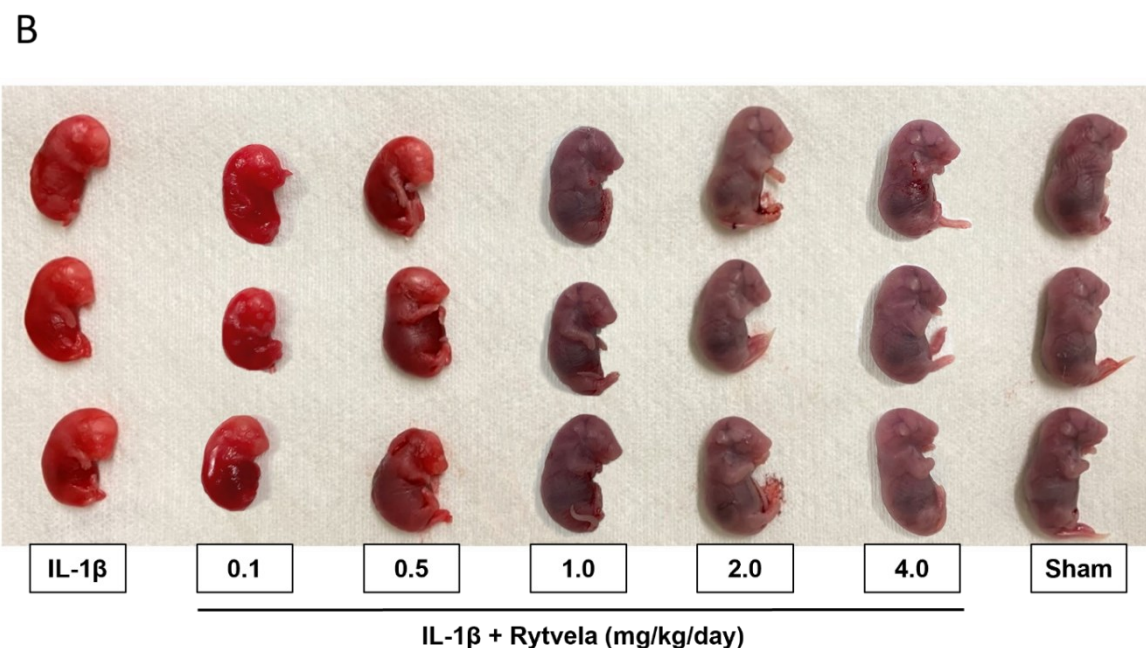 B
IL-1β
0.1
0.5
1.0
2.0
4.0
Sham
IL-1β + Rytvela (mg/kg/day)